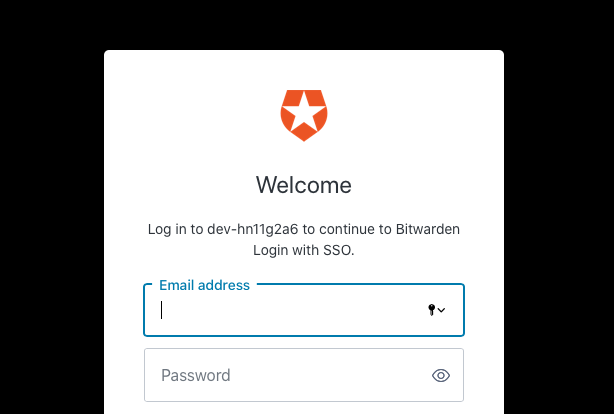 Welcome
Log in to dev-hn11g2a6 to continue to Bitwarden
Login with SSO.
Email address
Password